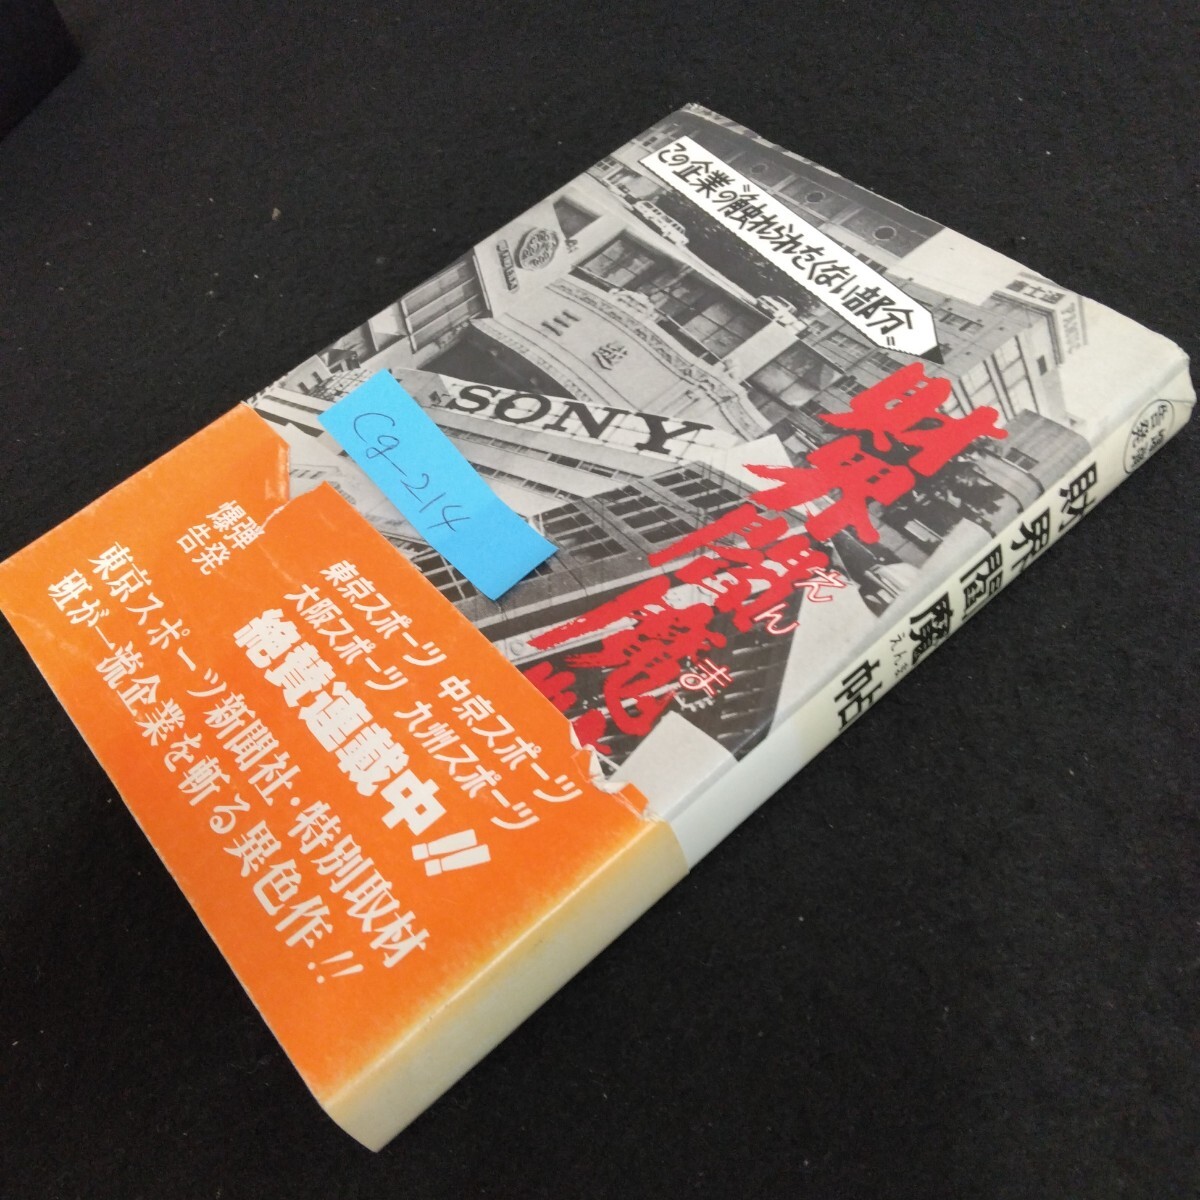 この企業の〝触れられたくない部分〟
財界閻魔
えん
ま
三越
SONY
cg-214
爆弾
告発
東京スポーツ 中京スポーツ
大阪スポーツ 九州スポーツ
絶賛連載中!!
東京スポーツ新聞社・特別取材
班が一流企業を斬る異色作!!
財界閻魔帖
えんま